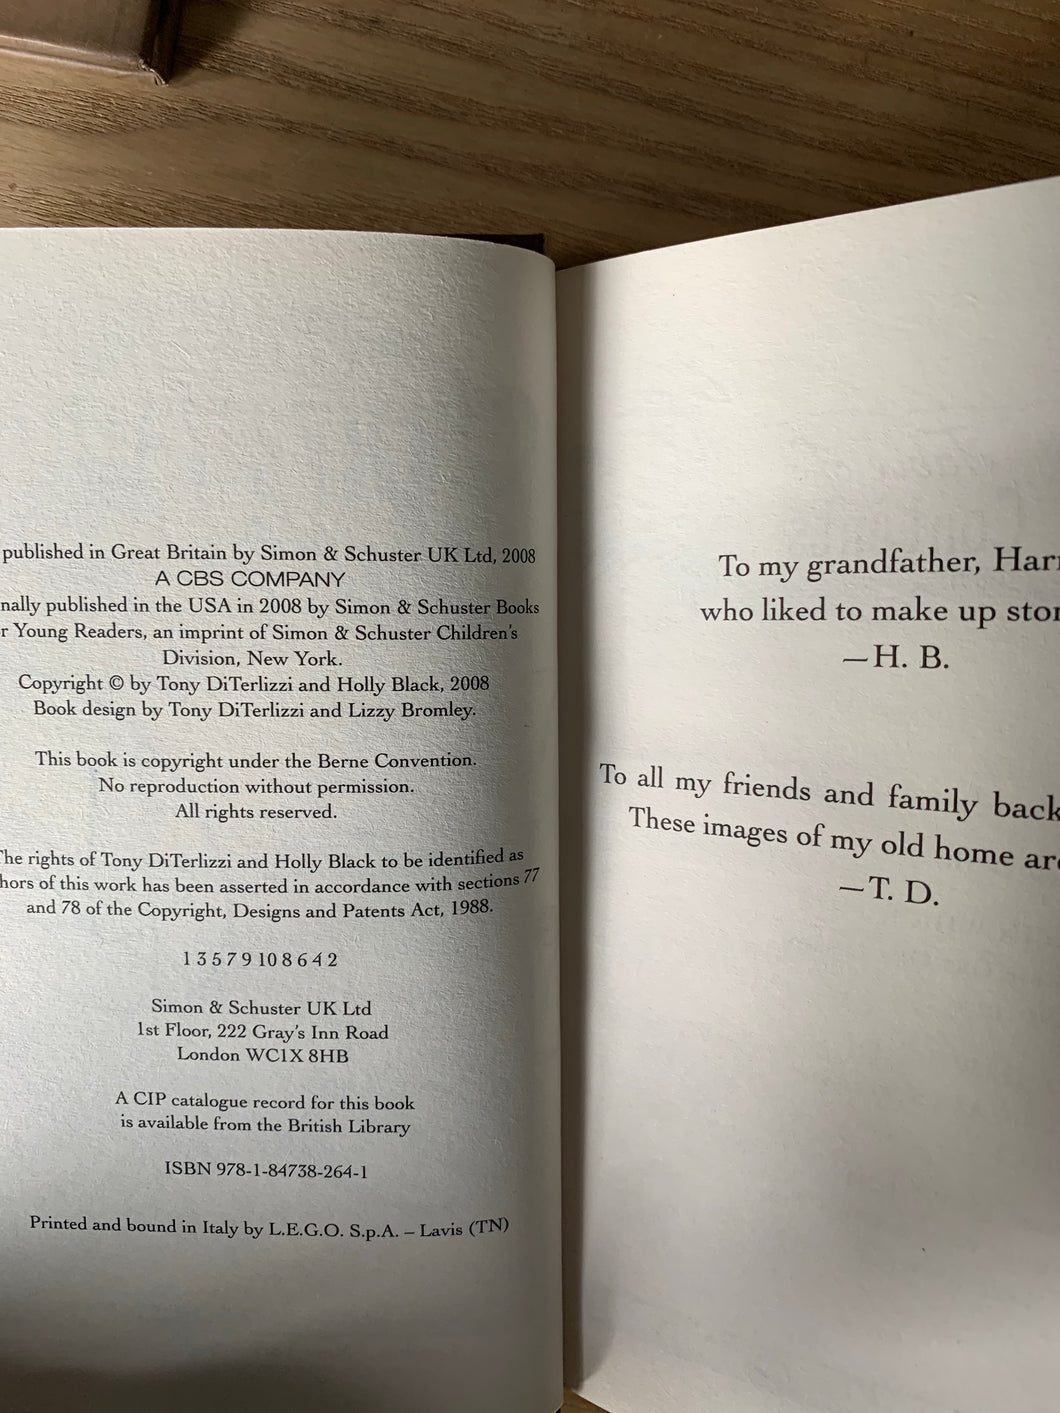 published in Great Britain by Simon & Schuster UK Ltd, 2008
A CBS COMPANY
published in the USA in 2008 by Simon & Schuster Books
Young Readers, an imprint of Simon & Schuster Children's
Division, New York.
Copyright © by Tony DiTerlizzi and Holly Black, 2008
Book design by Tony DiTerlizzi and Lizzy Bromley.
This book is copyright under the Berne Convention.
No reproduction without permission.
All rights reserved.
The rights of Tony DiTerlizzi and Holly Black to be identified as
of this work has been asserted in accordance with sections 77
and 78 of the Copyright, Designs and Patents Act, 1988.
1 3 5 7 9 10 8 6 4 2
Simon & Schuster UK Ltd
1st Floor, 222 Gray's Inn Road
London WC1X 8HB
A CIP catalogue record for this book
is available from the British Library
ISBN 978-1-84738-264-1
Printed and bound in Italy by L.E.G.O. S.p.A. – Lavis (TN)
To my grandfather,
who liked to make up
—H. B.
To all my friends and family back
These images of my old home
—T. D.